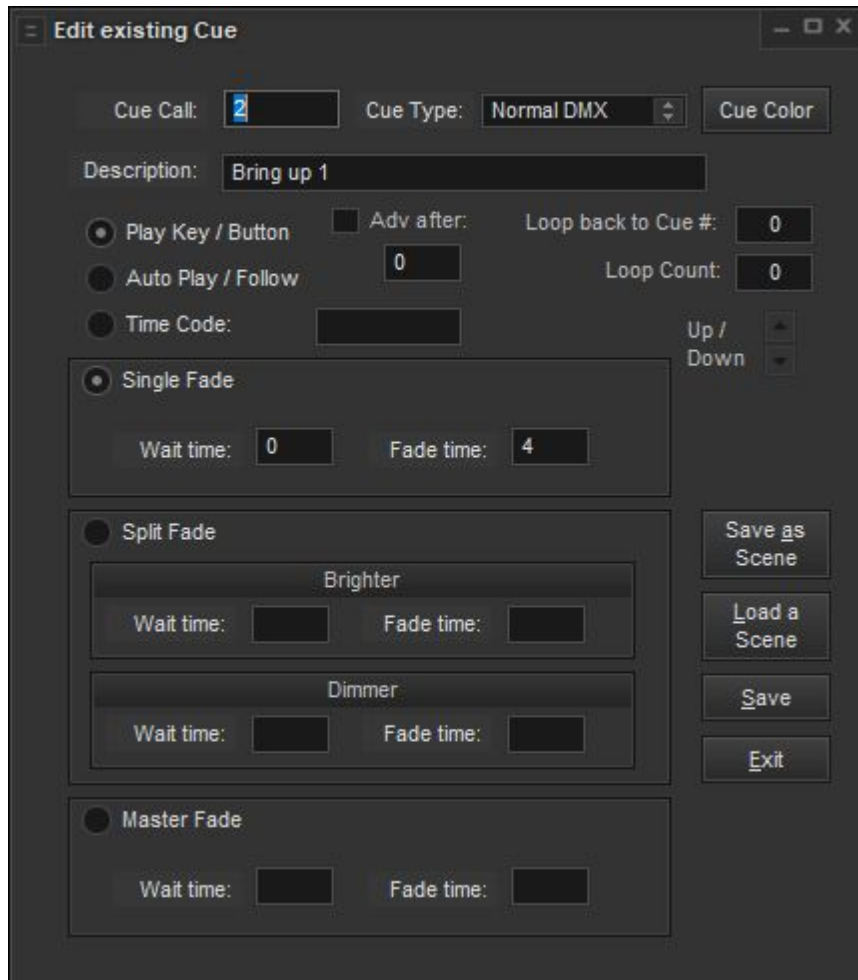 Edit existing Cue
Cue Call: 2 Cue Type: Normal DMX Cue Color
Description: Bring up 1
Play Key / Button Adv after: Loop back to Cue #: 0
Auto Play / Follow 0 Loop Count: 0
Time Code: Up /
Down
Single Fade
Wait time: 0 Fade time: 4
Split Fade
Brighter
Wait time: Fade time:
Dimmer
Wait time: Fade time:
Master Fade
Wait time: Fade time:
Save as
Scene
Load a
Scene
Save
Exit